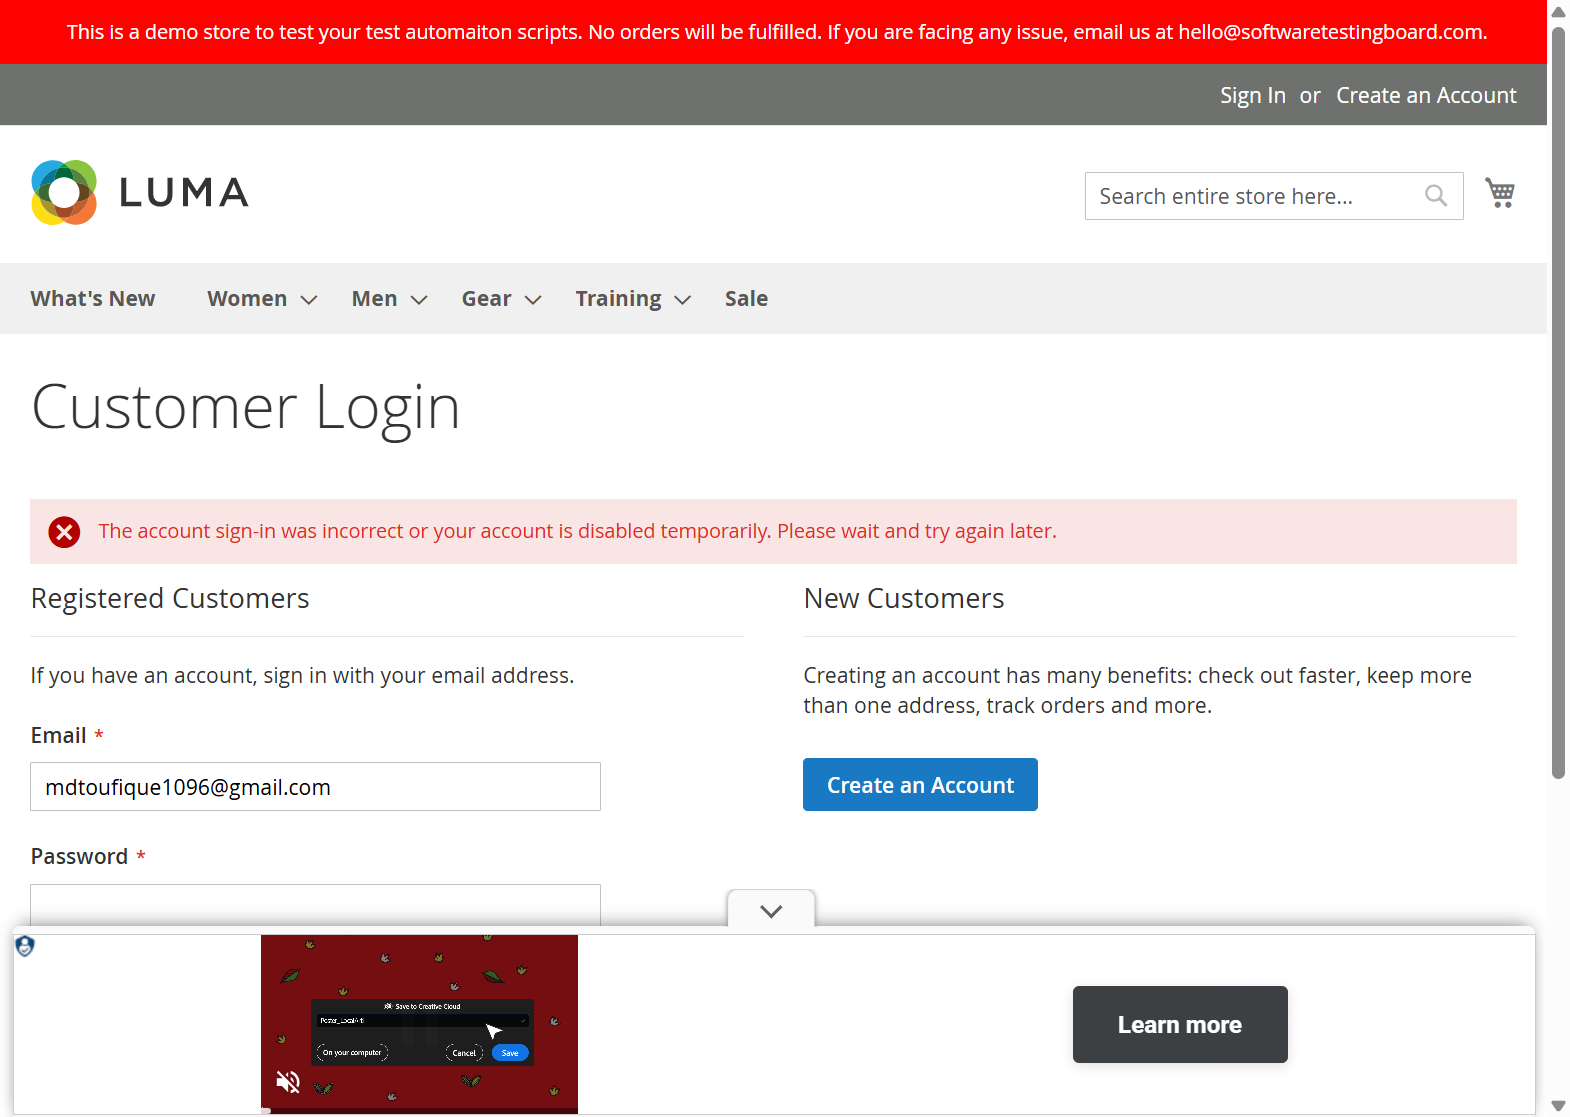 This is a demo store to test your test automaiton scripts. No orders will be fulfilled. If you are facing any issue, email us at hello@softwaretestingboard.com.
Sign In or Create an Account
LUMA
Search entire store here...
What's New Women Men Gear Training Sale
Customer Login
The account sign-in was incorrect or your account is disabled temporarily. Please wait and try again later.
Registered Customers
If you have an account, sign in with your email address.
Email *
mdtoufique1096@gmail.com
Password *
New Customers
Creating an account has many benefits: check out faster, keep more
than one address, track orders and more.
Create an Account
Save to Creative Cloud
Poster_LocalArti
On your computer Cancel Save
Learn more